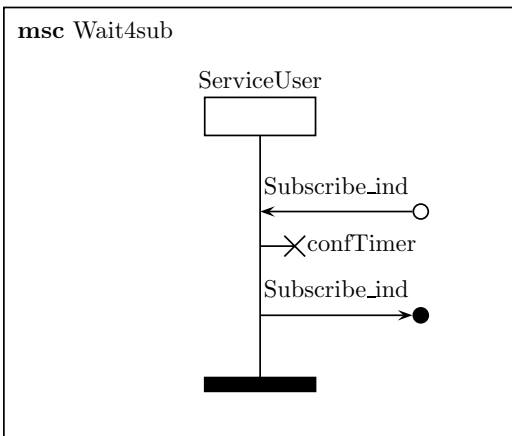 msc Wait4sub
ServiceUser
Subscribe_ind
confTimer
Subscribe_ind